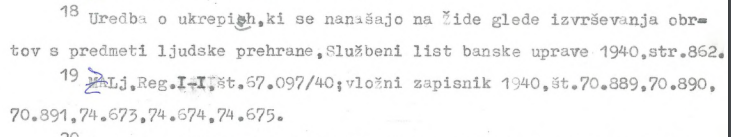 18 Uredba o ukrepih,ki se nanašajo na Žide glede izvrševanja obr=
tov s predmeti ljudske prehrane,Službeni list banske uprave 1940,str.862.
19 Lj,Reg.I-I,št.67.097/40;vložni zapisnik 1940,št.70.889,70.890,
70.891,74.673,74.674,74.675.